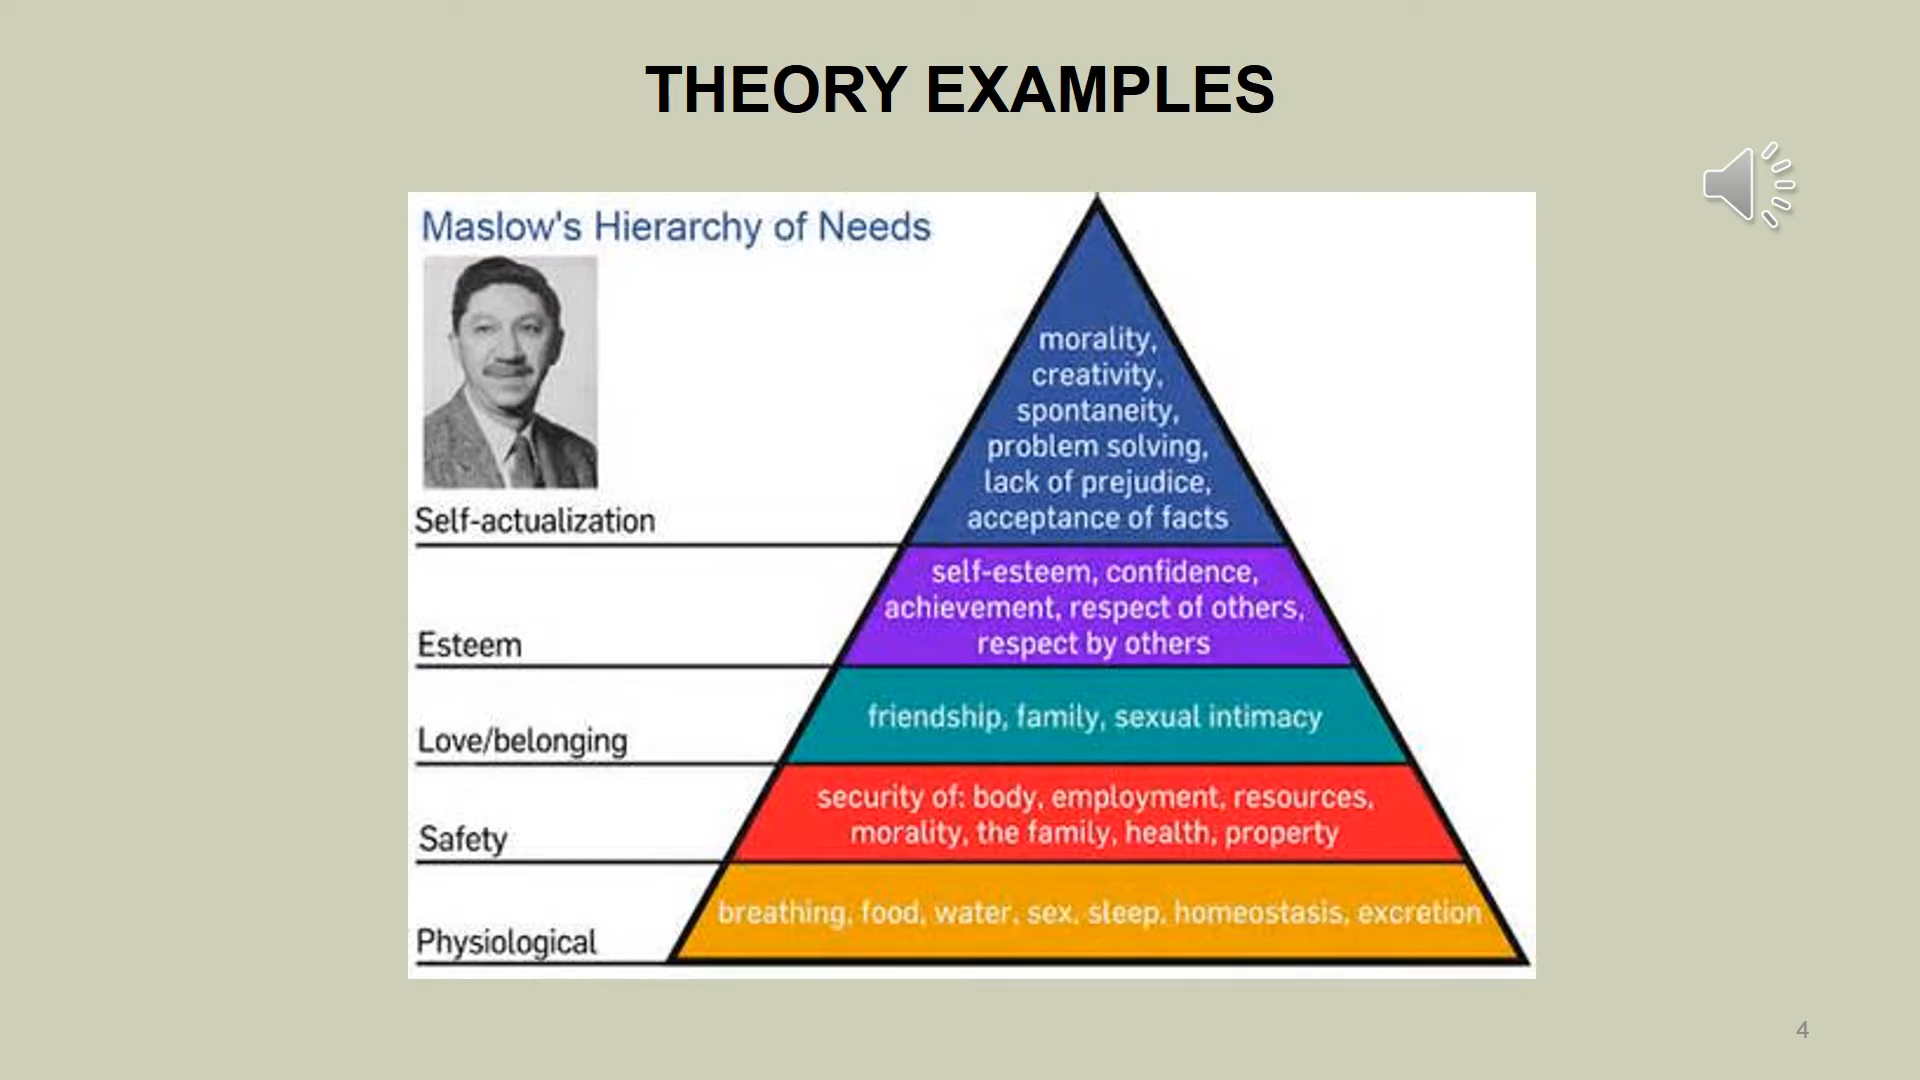 THEORY EXAMPLES
Maslow's Hierarchy of Needs
morality,
creativity,
spontaneity,
problem solving,
lack of prejudice,
acceptance of facts
Self-actualization
self-esteem, confidence,
achievement, respect of others,
respect by others
Esteem
friendship, family, sexual intimacy
Love/belonging
security of: body, employment, resources,
morality, the family, health, property
Safety
breathing, food, water, sex, sleep, homeostasis, excretion
Physiological
4